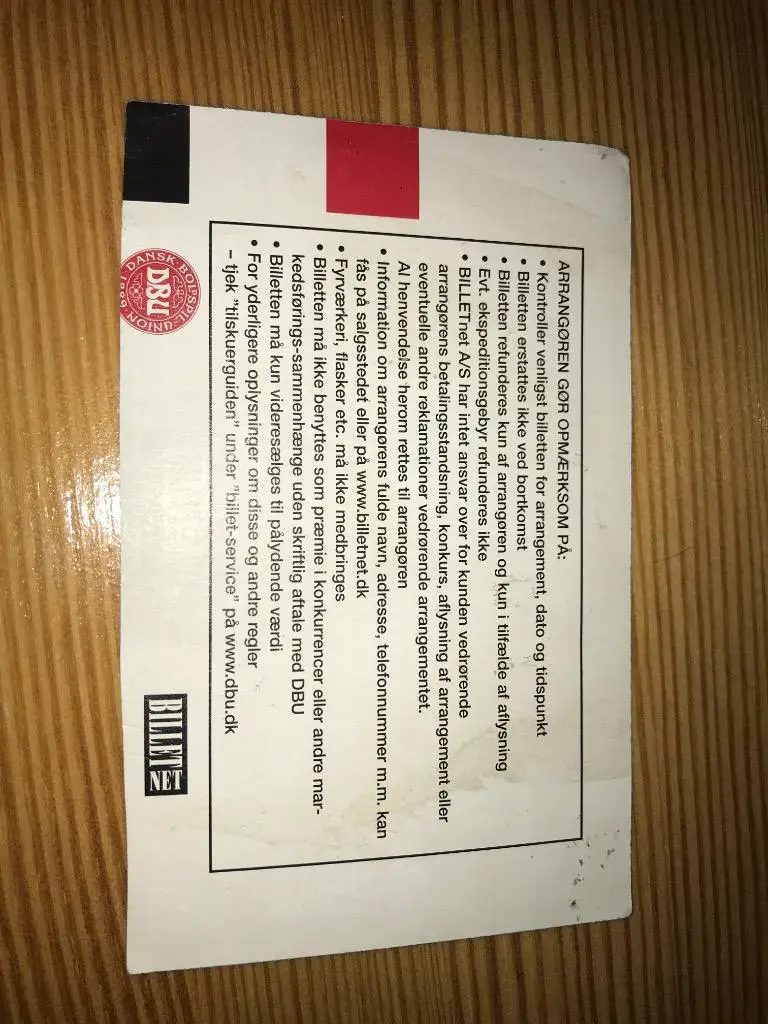 ARRANGØREN GØR OPMÆRKSOM PÅ:
• Kontroller venligst billetten for arrangement, dato og tidspunkt
• Billetten erstattes ikke ved bortkomst
• Billetten refunderes kun af arrangøren og kun i tilfælde af aflysning
• Evt. ekspeditionsgebyr refunderes ikke
• BILLETnet A/S har intet ansvar over for kunden vedrørende
arrangørens betalingsstandsning, konkurs, aflysning af arrangement eller
eventuelle andre reklamationer vedrørende arrangementet.
Al henvendelse herom rettes til arrangøren
• Information om arrangørens fulde navn, adresse, telefonnummer m.m. kan
fås på salgsstedet eller på www.billetnet.dk
• Fyrværkeri, flasker etc. må ikke medbringes
• Billetten må ikke benyttes som præmie i konkurrencer eller andre mar-
kedsførings-sammenhænge uden skriftlig aftale med DBU
• Billetten må kun videresælges til pålydende værdi
• For yderligere oplysninger om disse og andre regler
– tjek "tilskuerguiden" under "billet-service" på www.dbu.dk
DANSK BOLDSPIL-UNION
DBU
1889
BILLET
NET